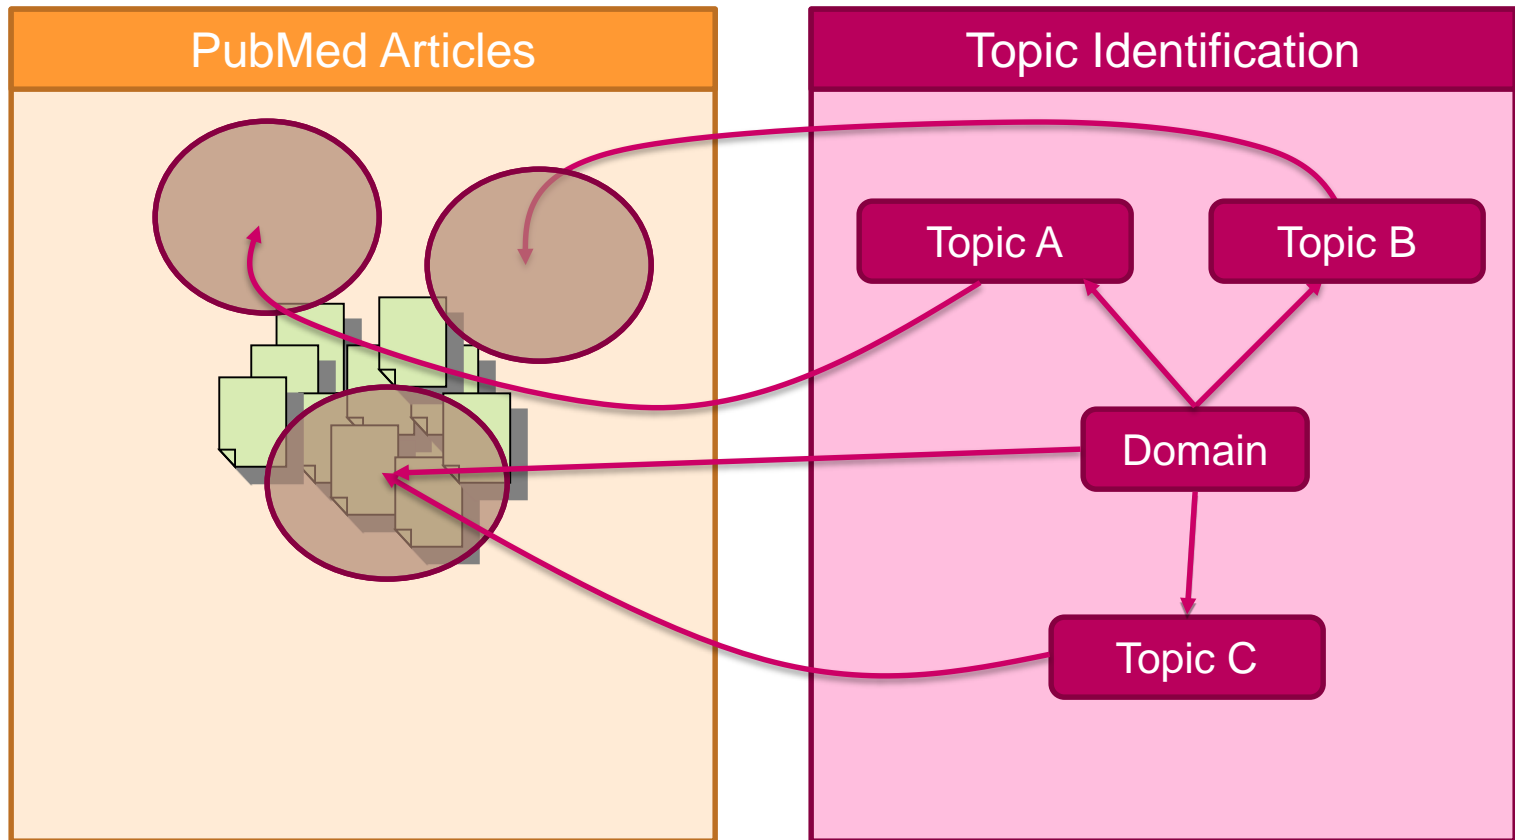 PubMed Articles
Topic Identification
Topic A
Topic B
Domain
Topic C